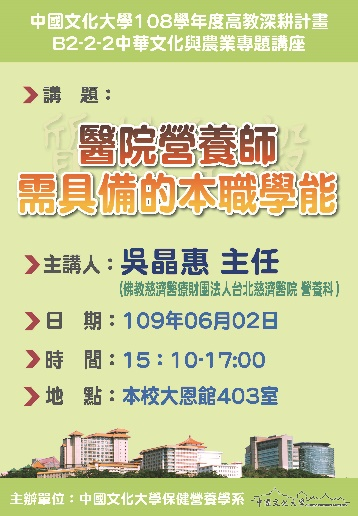 中國文化大學108學年度高教深耕計畫
B2-2-2中華文化與農業專題講座
講 題：
醫院營養師
需具備的本職學能
主講人：吳晶惠 主任
(佛教慈濟醫療財團法人台北慈濟醫院 營養科)
日 期：109年06月02日
時 間：15：10-17:00
地 點：本校大恩館403室
主辦單位：中國文化大學保健營養學系